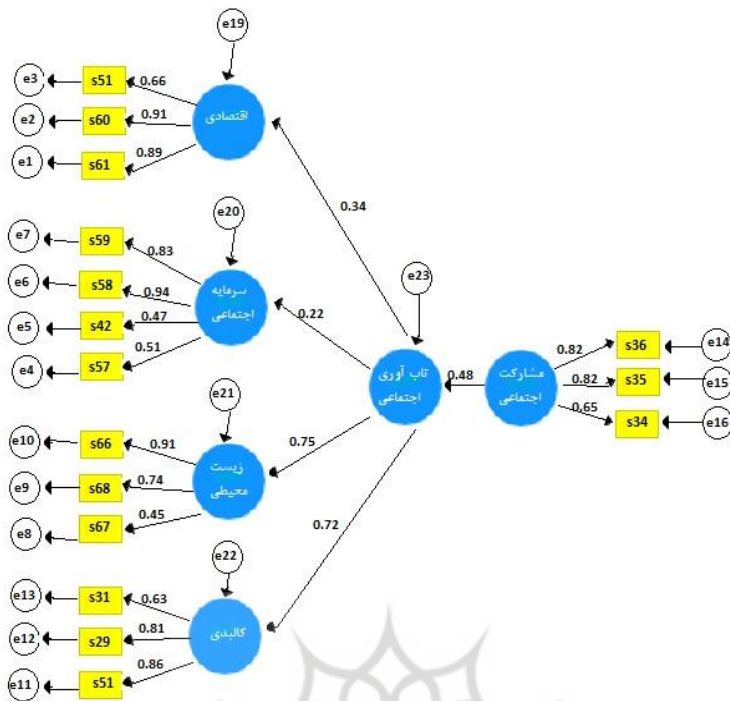 e19
e3
s51
0.66
اقتصادی
e2
s60
0.91
e1
s61
0.89
0.34
e20
e7
s59
0.83
سرمایه
اجتماعی
e6
s58
0.94
e5
s42
0.47
e4
s57
0.51
0.22
e23
تاب آوری
اجتماعی
0.48
مشارکت
اجتماعی
0.82
s36
e14
0.82
s35
e15
0.65
s34
e16
e21
e10
s66
0.91
زیست
محیطی
e9
s68
0.74
e8
s67
0.45
0.75
0.72
e22
e13
s31
0.63
کالبدی
e12
s29
0.81
e11
s51
0.86